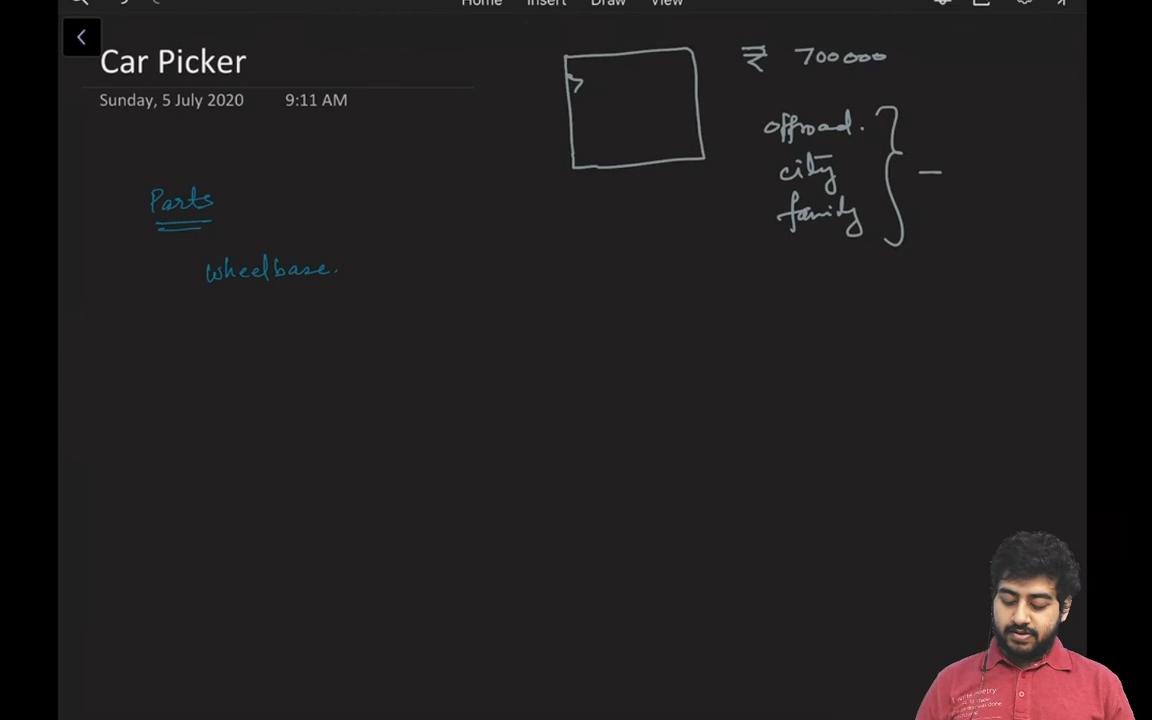 Home Insert Draw View
Car Picker
Sunday, 5 July 2020 9:11 AM
₹ 700000
offroad.
city
family
Parts
wheelbase.